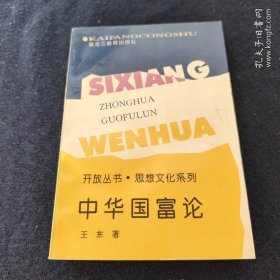 KAIFANGCONGSHU
黑龙江教育出版社
SIXIANG
ZHONGHUA
GUOFULUN
WENHUA
开放丛书·思想文化系列
中华国富论
王东 著
孔夫子旧书网